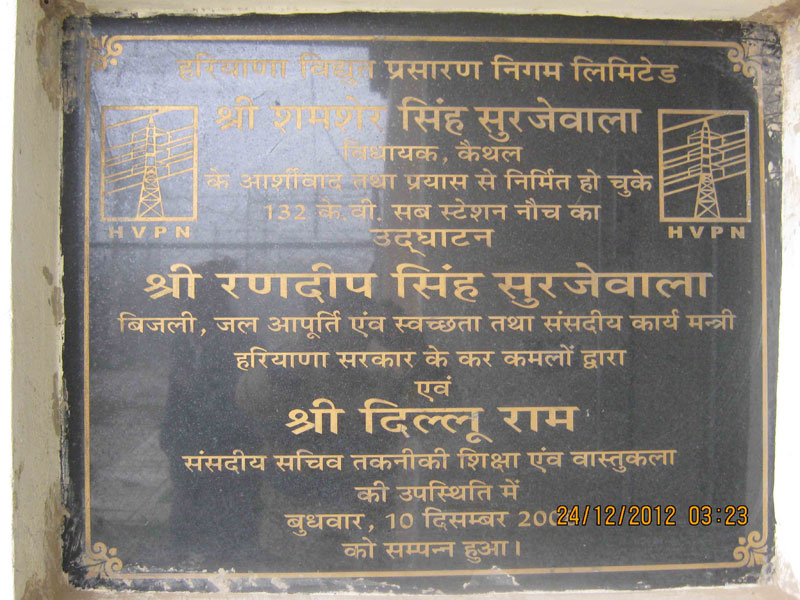 हरियाणा विद्युत प्रसारण निगम लिमिटेड
श्री शमशेर सिंह सुरजेवाला
विधायक, कैथल
के आर्शीवाद तथा प्रयास से निर्मित हो चुके
132 के.वी. सब स्टेशन नौच का
उद्घाटन
HVPN
HVPN
श्री रणदीप सिंह सुरजेवाला
बिजली, जल आपूर्ति एंव स्वच्छता तथा संसदीय कार्य मन्त्री
हरियाणा सरकार के कर कमलों द्वारा
एवं
श्री दिल्लू राम
संसदीय सचिव तकनीकी शिक्षा एंव वास्तुकला
की उपस्थिति में
बुधवार, 10 दिसम्बर
24/12/2012 03:23
को सम्पन्न हुआ।